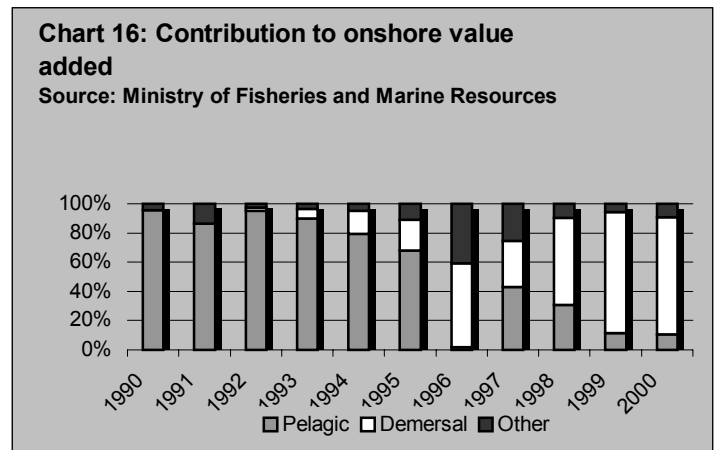 Chart 16: Contribution to onshore value
added
Source: Ministry of Fisheries and Marine Resources
100%
80%
60%
40%
20%
0%
1990 1991 1992 1993 1994 1995 1996 1997 1998 1999 2000
Pelagic Demersal Other